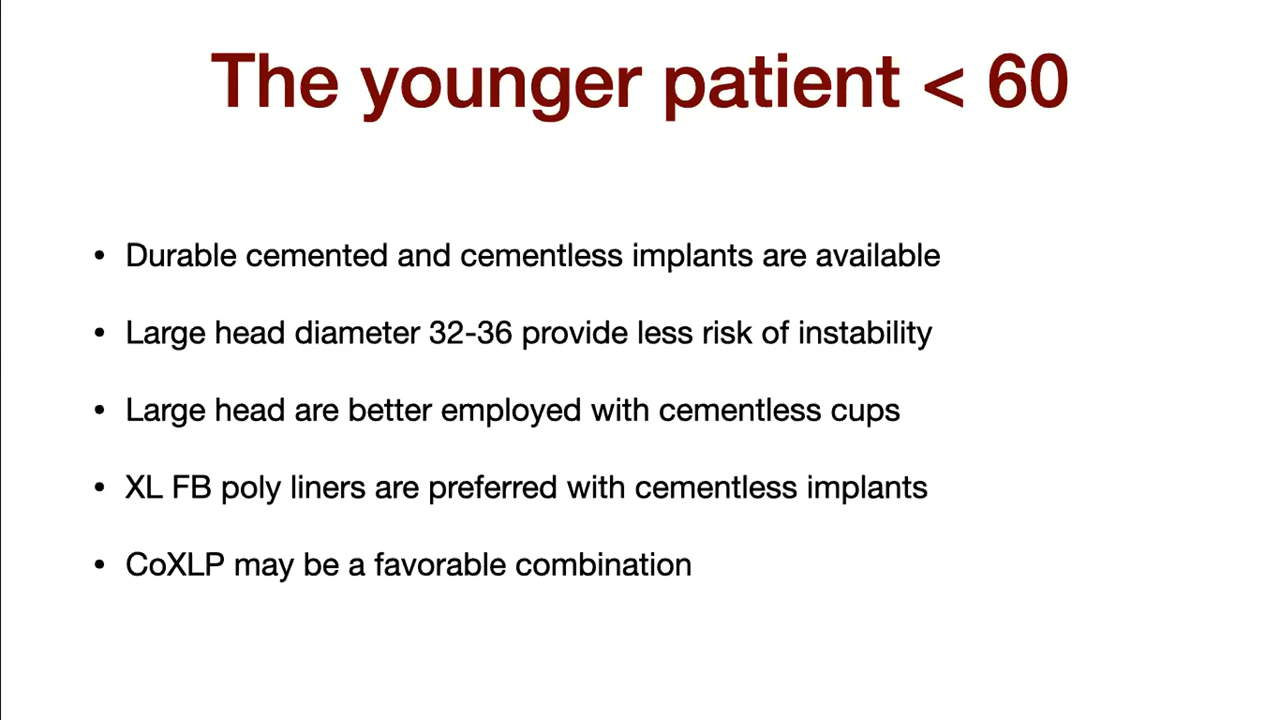 The younger patient < 60
• Durable cemented and cementless implants are available
• Large head diameter 32-36 provide less risk of instability
• Large head are better employed with cementless cups
• XL FB poly liners are preferred with cementless implants
• CoXLP may be a favorable combination